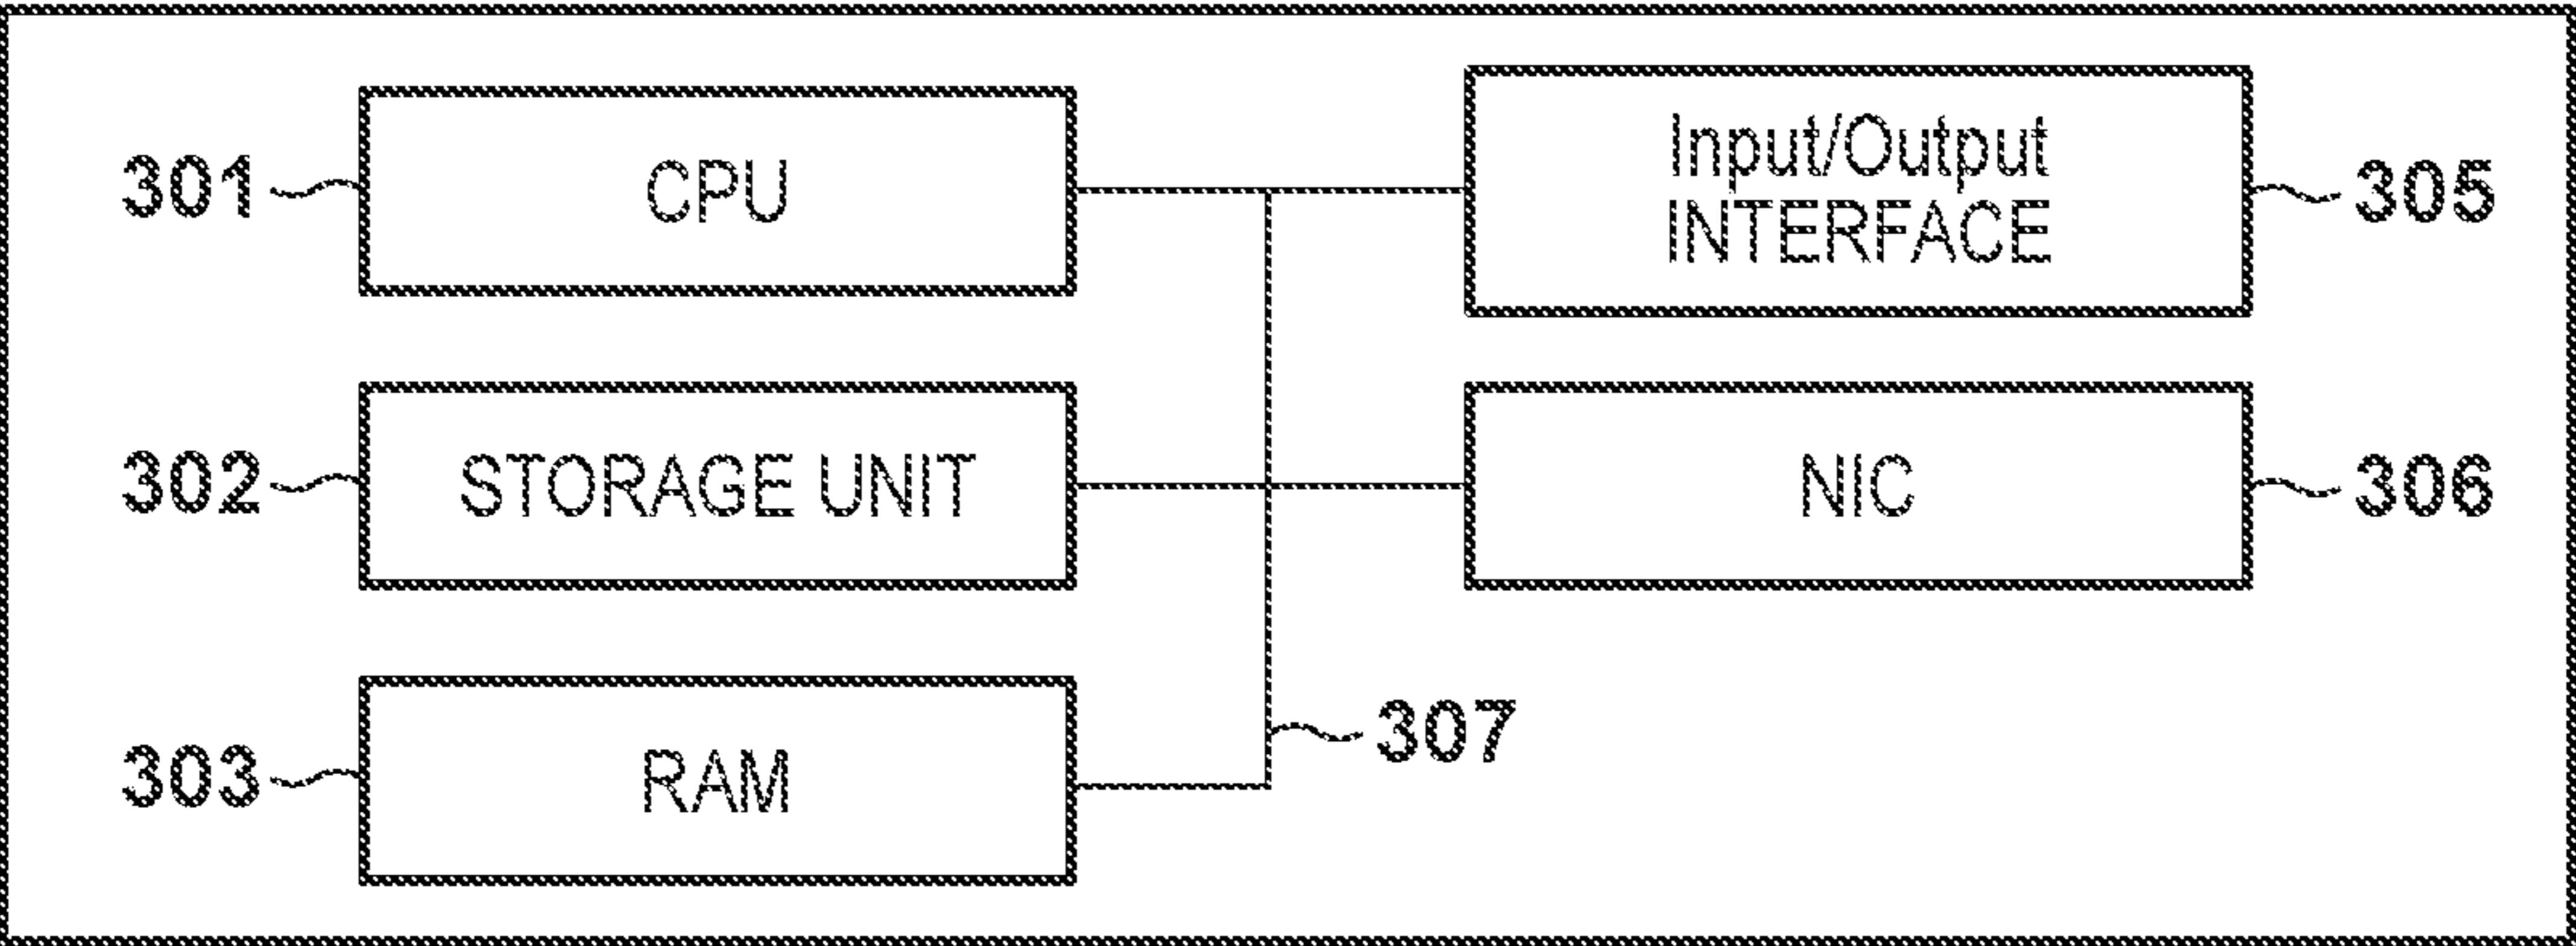 301
CPU
Input/Output
INTERFACE
305
302
STORAGE UNIT
NIC
306
303
RAM
307